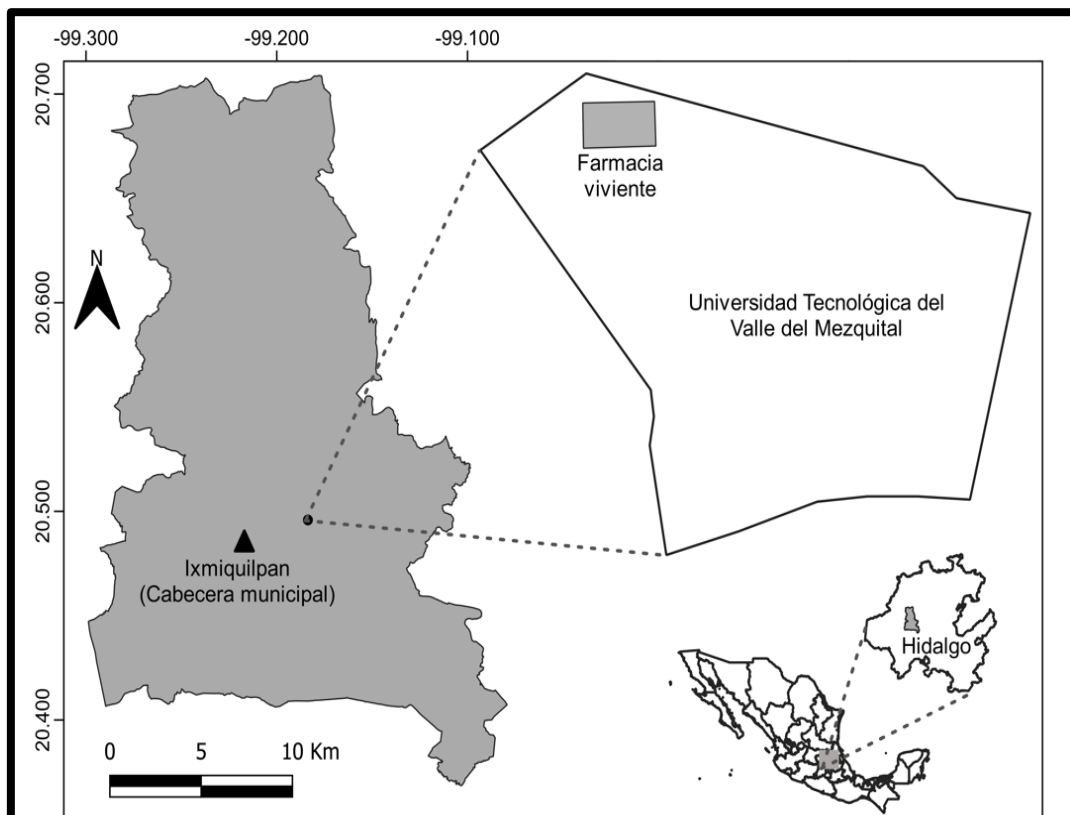 -99.300
-99.200
-99.100
20.700
20.600
20.500
20.400
N
Farmacia
viviente
Universidad Tecnológica del
Valle del Mezquital
Ixmiquilpan
(Cabecera municipal)
Hidalgo
0 5 10 Km